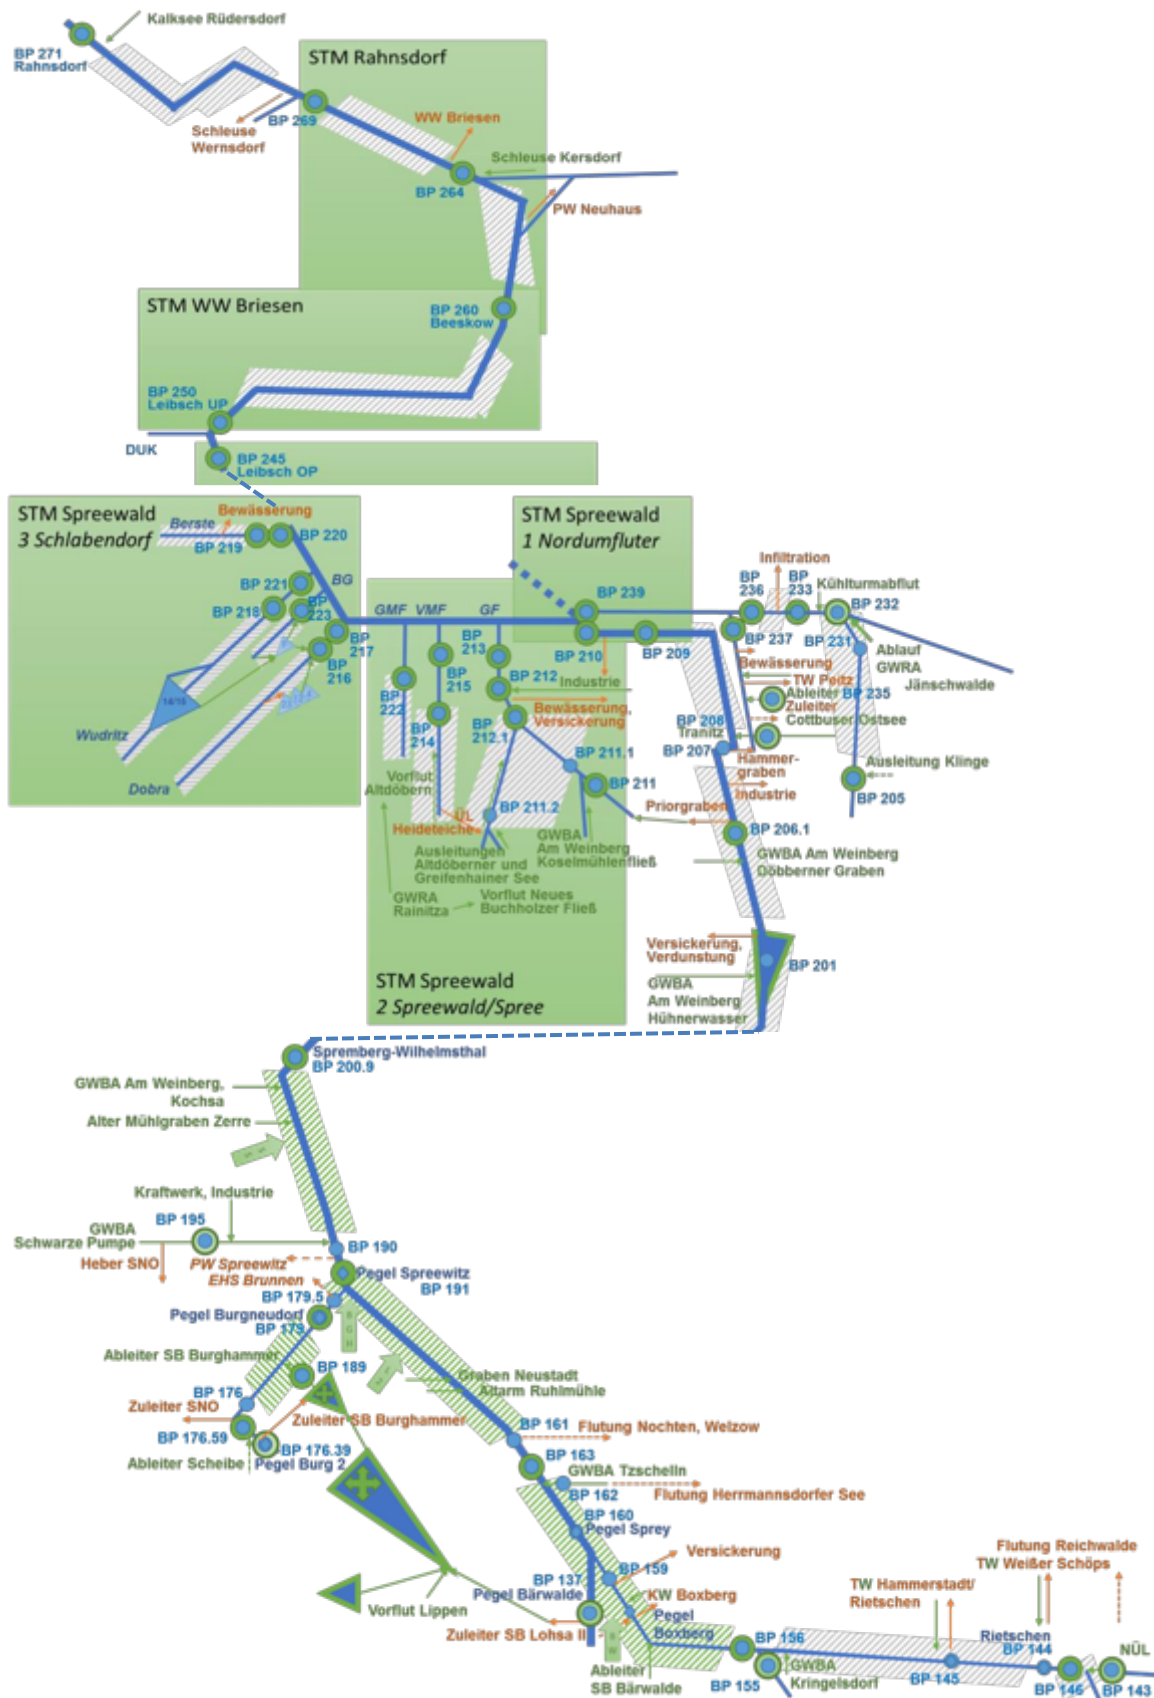 Kalksee Rüdersdorf
BP 271
Rahnsdorf
STM Rahnsdorf
BP 269
Schleuse
Wernsdorf
WW Briesen
Schleuse Kersdorf
BP 264
PW Neuhaus
STM WW Briesen
BP 260
Beeskow
BP 250
Leibsch UP
DUK
BP 245
Leibsch OP
STM Spreewald
3 Schlabendorf
Bewässerung
Berste
BP 219
BP 220
BP 221
BG
BP 218
BP
223
BP
217
BP
216
14/15
Wudritz
Dobra
STM Spreewald
1 Nordumfluter
GMF
VMF
GF
BP 239
BP
213
BP 210
BP 209
BP
215
BP 212
Industrie
BP
222
BP
214
BP
212.1
Bewässerung,
Versickerung
BP 211.1
BP 211
Vorflut
Altdöbern
ÜL
Heideteiche
BP 211.2
Priorgraben
Ausleitungen
Altdöberner und
Greifenhainer See
GWBA
Am Weinberg
Koselmühlenfließ
GWRA
Rainitza
Vorflut Neues
Buchholzer Fließ
STM Spreewald
2 Spreewald/Spree
Infiltration
BP
236
BP
233
Kühlturmabflut
BP 232
BP 237
BP 231
Ablauf
GWRA
Jänschwalde
Bewässerung
TW Peitz
Ableiter
BP 235
Zuleiter
Cottbuser Ostsee
BP 208
Tranitz
BP 207
Hammer-
graben
Ausleitung Klinge
BP 205
Industrie
BP 206.1
GWBA Am Weinberg
Döbberner Graben
Versickerung,
Verdunstung
BP 201
GWBA
Am Weinberg
Hühnerwasser
Spremberg-Wilhelmsthal
BP 200.9
GWBA Am Weinberg,
Kochsa
Alter Mühlgraben Zerre
Kraftwerk, Industrie
BP 195
GWBA
Schwarze Pumpe
Heber SNO
BP 190
PW Spreewitz
EHS Brunnen
Pegel Spreewitz
BP 191
BP 179.5
Pegel Burgneudorf
BP 179
Ableiter SB Burghammer
BP 189
Graben Neustadt
Altarm Ruhlmühle
BP 176
Zuleiter SNO
Zuleiter SB Burghammer
BP 176.59
BP 176.39
Ableiter Scheibe
Pegel Burg 2
BP 161
Flutung Nochten, Welzow
BP 163
GWBA Tzschelln
BP 162
Flutung Herrmannsdorfer See
BP 160
Pegel Sprey
Versickerung
BP 159
BP 137
Pegel Bärwalde
KW Boxberg
Vorflut Lippen
Zuleiter SB Lohsa II
Pegel
Boxberg
Ableiter
SB Bärwalde
BP 156
BP 155
GWBA
Kringelsdorf
TW Hammerstadt/
Rietschen
BP 145
Flutung Reichwalde
TW Weißer Schöps
Rietschen
BP 144
BP 146
NÜL
BP 143